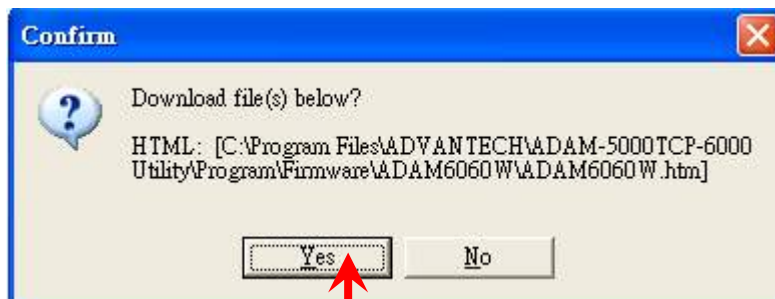 Confirm
Download file(s) below?
HTML: [C:\Program Files\ADVANTECH\ADAM-5000TCP-6000
Utility\Program\Firmware\ADAM6060W\ADAM6060W.htm]
Yes No